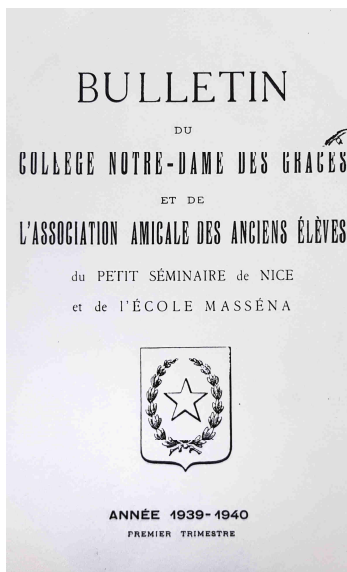 BULLETIN
DU
COLLEGE NOTRE-DAME DES GRACES
ET DE
L'ASSOCIATION AMICALE DES ANCIENS ÉLÈVES
du PETIT SÉMINAIRE de NICE
et de l'ÉCOLE MASSÉNA
ANNÉE 1939-1940
PREMIER TRIMESTRE